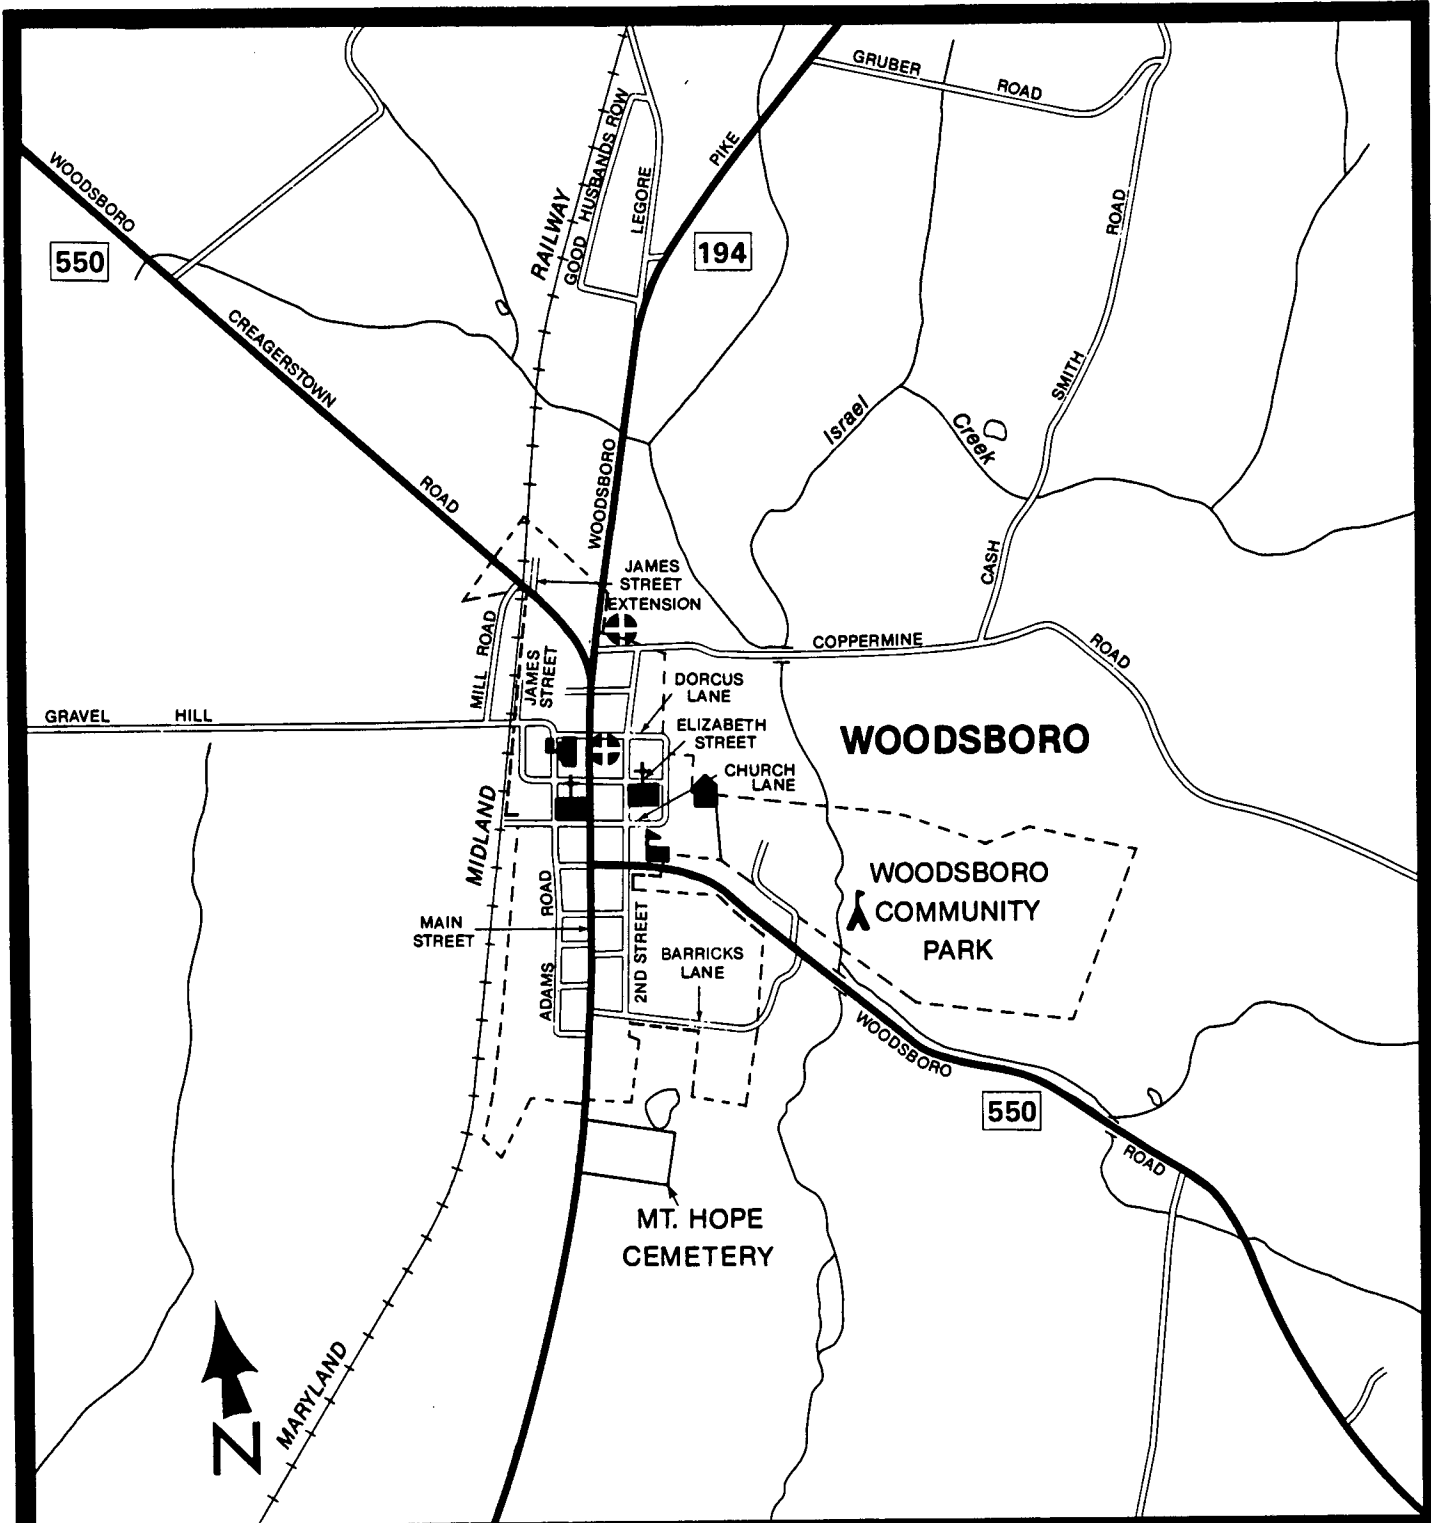 GRUBER ROAD
WOODSBORO
550
RAILWAY
GOOD HUSBANDS ROW
LEGORE
PIKE
194
ROAD
CREAGERSTOWN
SMITH
Israel
Creek
ROAD
WOODSBORO
CASH
JAMES
STREET
EXTENSION
MILL ROAD
JAMES
STREET
COPPERMINE
ROAD
DORCUS
LANE
GRAVEL HILL
ELIZABETH
STREET
WOODSBORO
CHURCH
LANE
MIDLAND
WOODSBORO
COMMUNITY
PARK
ROAD
MAIN
STREET
2ND STREET
BARRICKS
LANE
ADAMS
WOODSBORO
550
ROAD
MT. HOPE
CEMETERY
MARYLAND
N